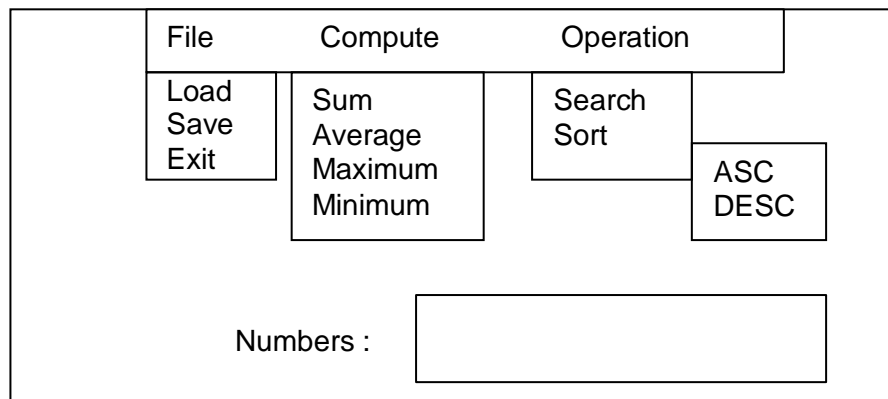 File Compute Operation
Load
Save
Exit
Sum
Average
Maximum
Minimum
Search
Sort
ASC
DESC
Numbers :